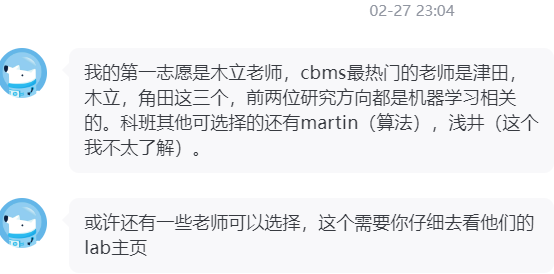 02-27 23:04
我的第一志愿是木立老师，cbms最热门的老师是津田，
木立，角田这三个，前两位研究方向都是机器学习相关
的。科班其他可选择的还有martin（算法），浅井（这个
我不太了解）。
或许还有一些老师可以选择，这个需要你仔细去看他们的
lab主页